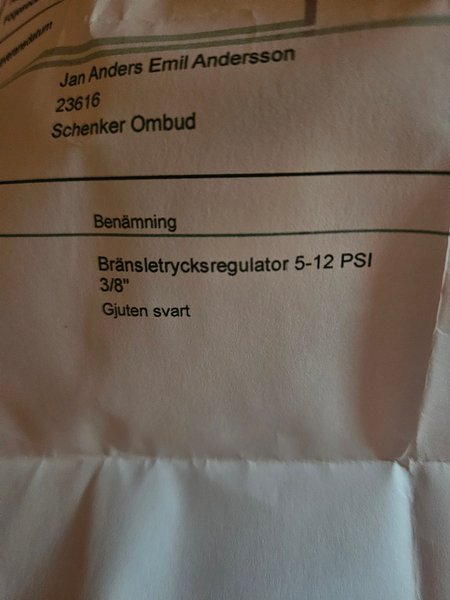 Jan Anders Emil Andersson
23616
Schenker Ombud
Benämning
Bränsletrycksregulator 5-12 PSI
3/8"
Gjuten svart